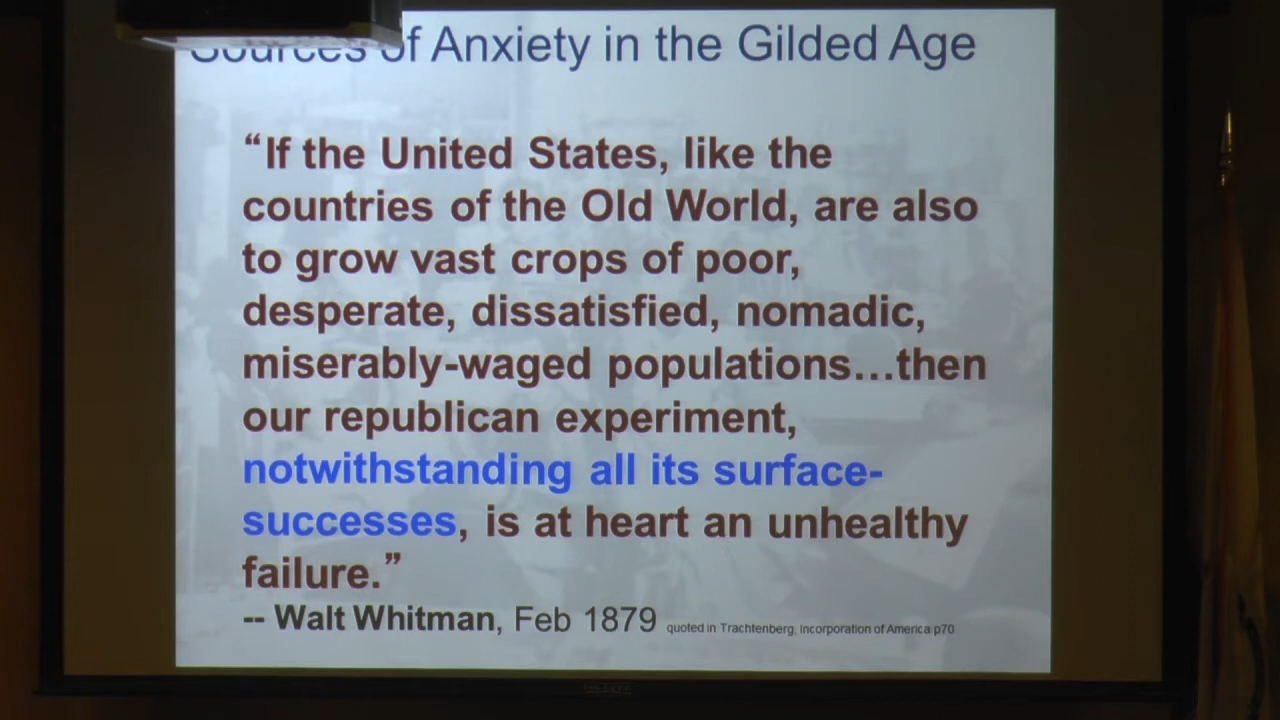 Sources of Anxiety in the Gilded Age
“If the United States, like the
countries of the Old World, are also
to grow vast crops of poor,
desperate, dissatisfied, nomadic,
miserably-waged populations…then
our republican experiment,
notwithstanding all its surface-
successes, is at heart an unhealthy
failure.”
-- Walt Whitman, Feb 1879 quoted in Trachtenberg, Incorporation of America p70